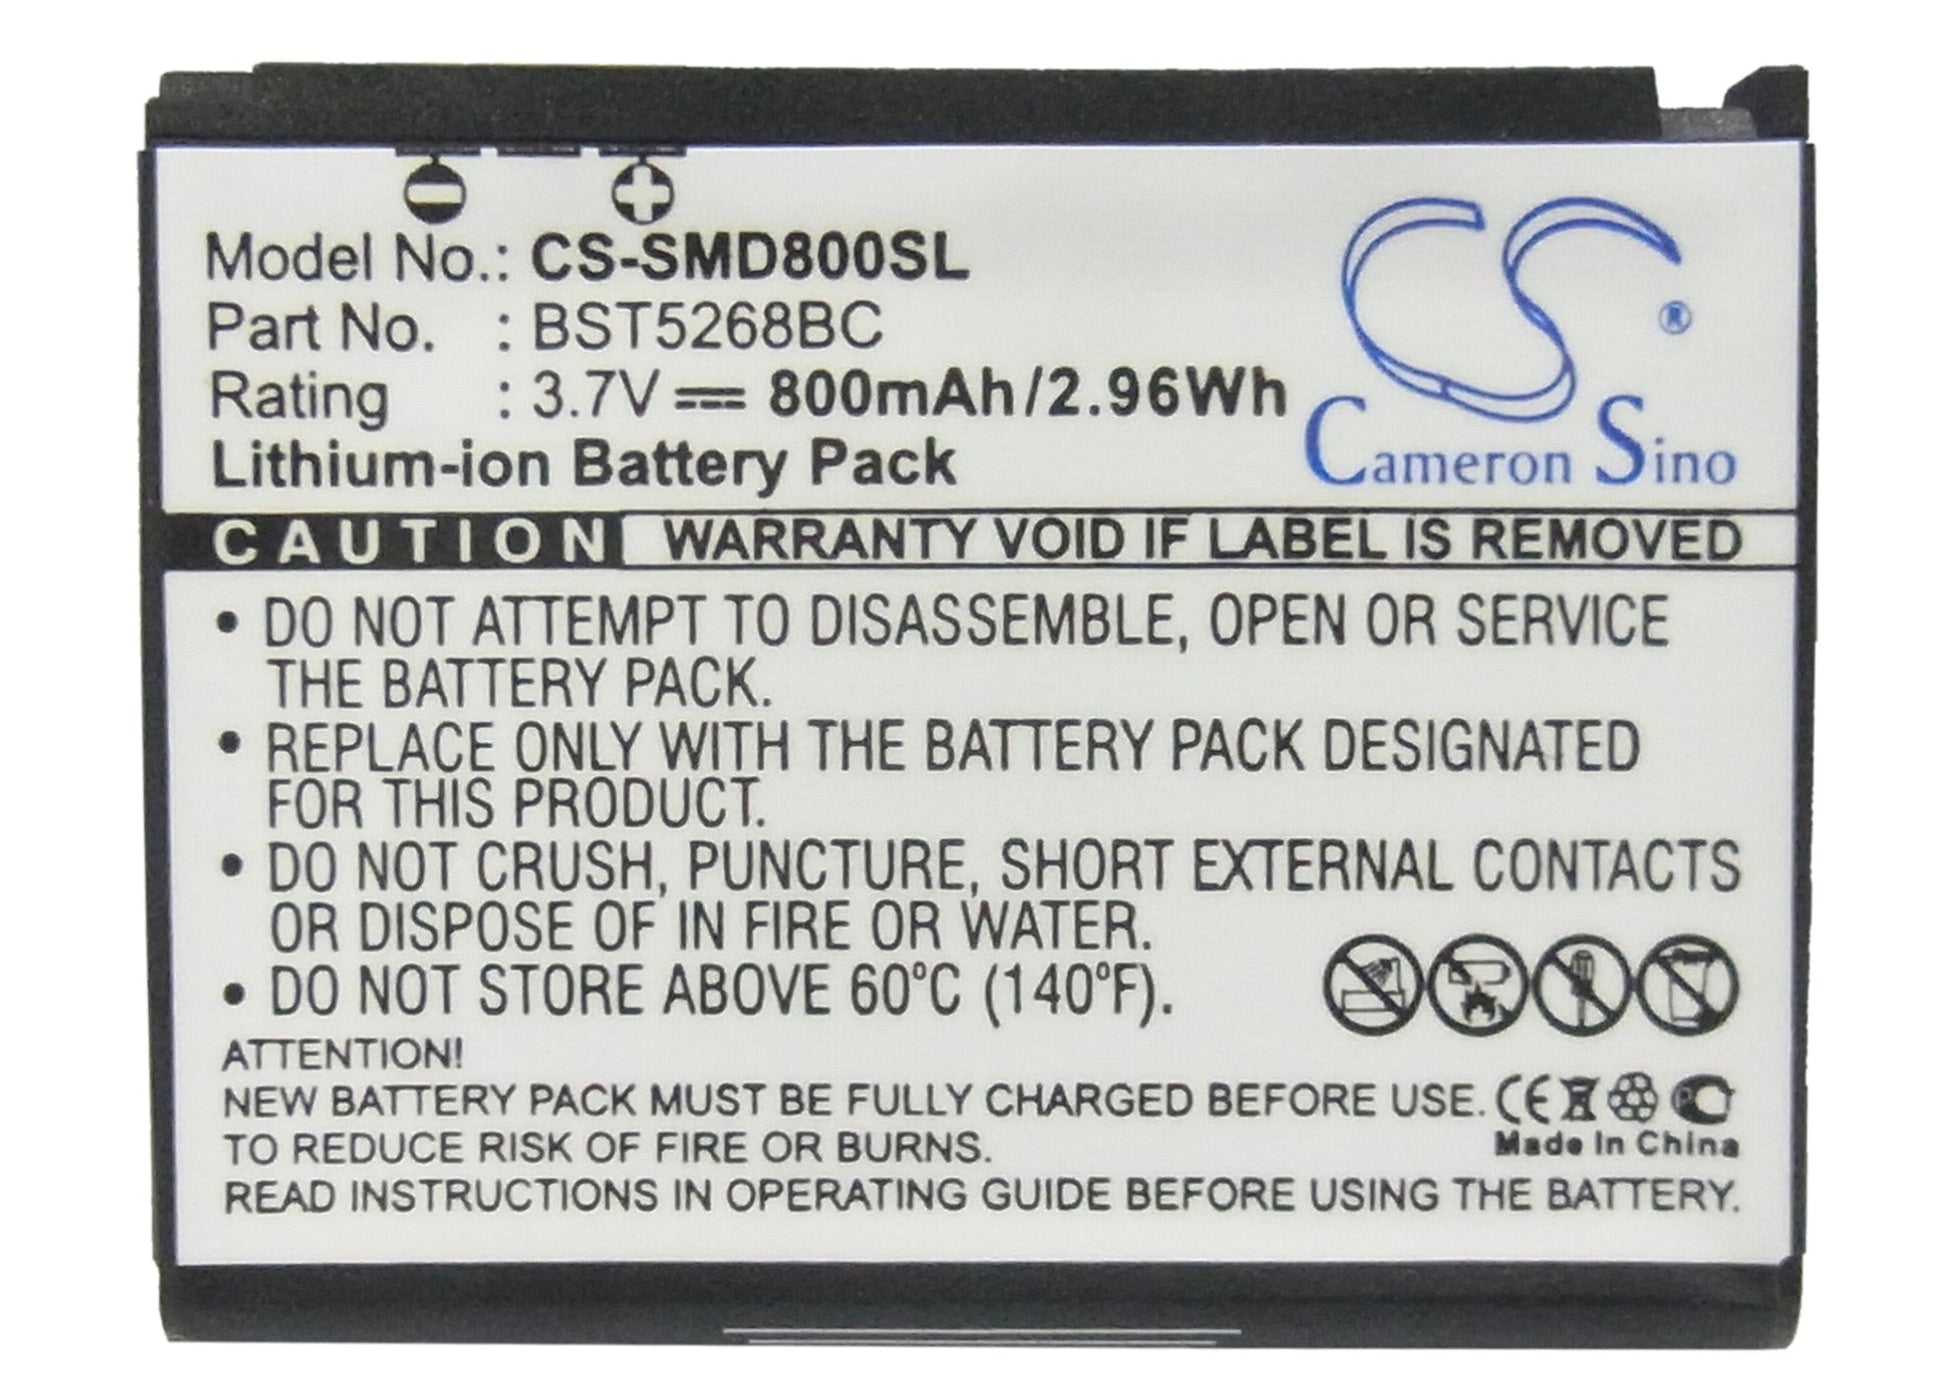 Model No.: CS-SMD800SL
Part No. : BST5268BC
Rating : 3.7V 800mAh/2.96Wh
Lithium-ion Battery Pack
CS ®
Cameron Sino
CAUTION WARRANTY VOID IF LABEL IS REMOVED
• DO NOT ATTEMPT TO DISASSEMBLE, OPEN OR SERVICE
THE BATTERY PACK.
• REPLACE ONLY WITH THE BATTERY PACK DESIGNATED
FOR THIS PRODUCT.
• DO NOT CRUSH, PUNCTURE, SHORT EXTERNAL CONTACTS
OR DISPOSE OF IN FIRE OR WATER.
• DO NOT STORE ABOVE 60°C (140°F).
ATTENTION!
NEW BATTERY PACK MUST BE FULLY CHARGED BEFORE USE. CE
TO REDUCE RISK OF FIRE OR BURNS. Made In China
READ INSTRUCTIONS IN OPERATING GUIDE BEFORE USING THE BATTERY.